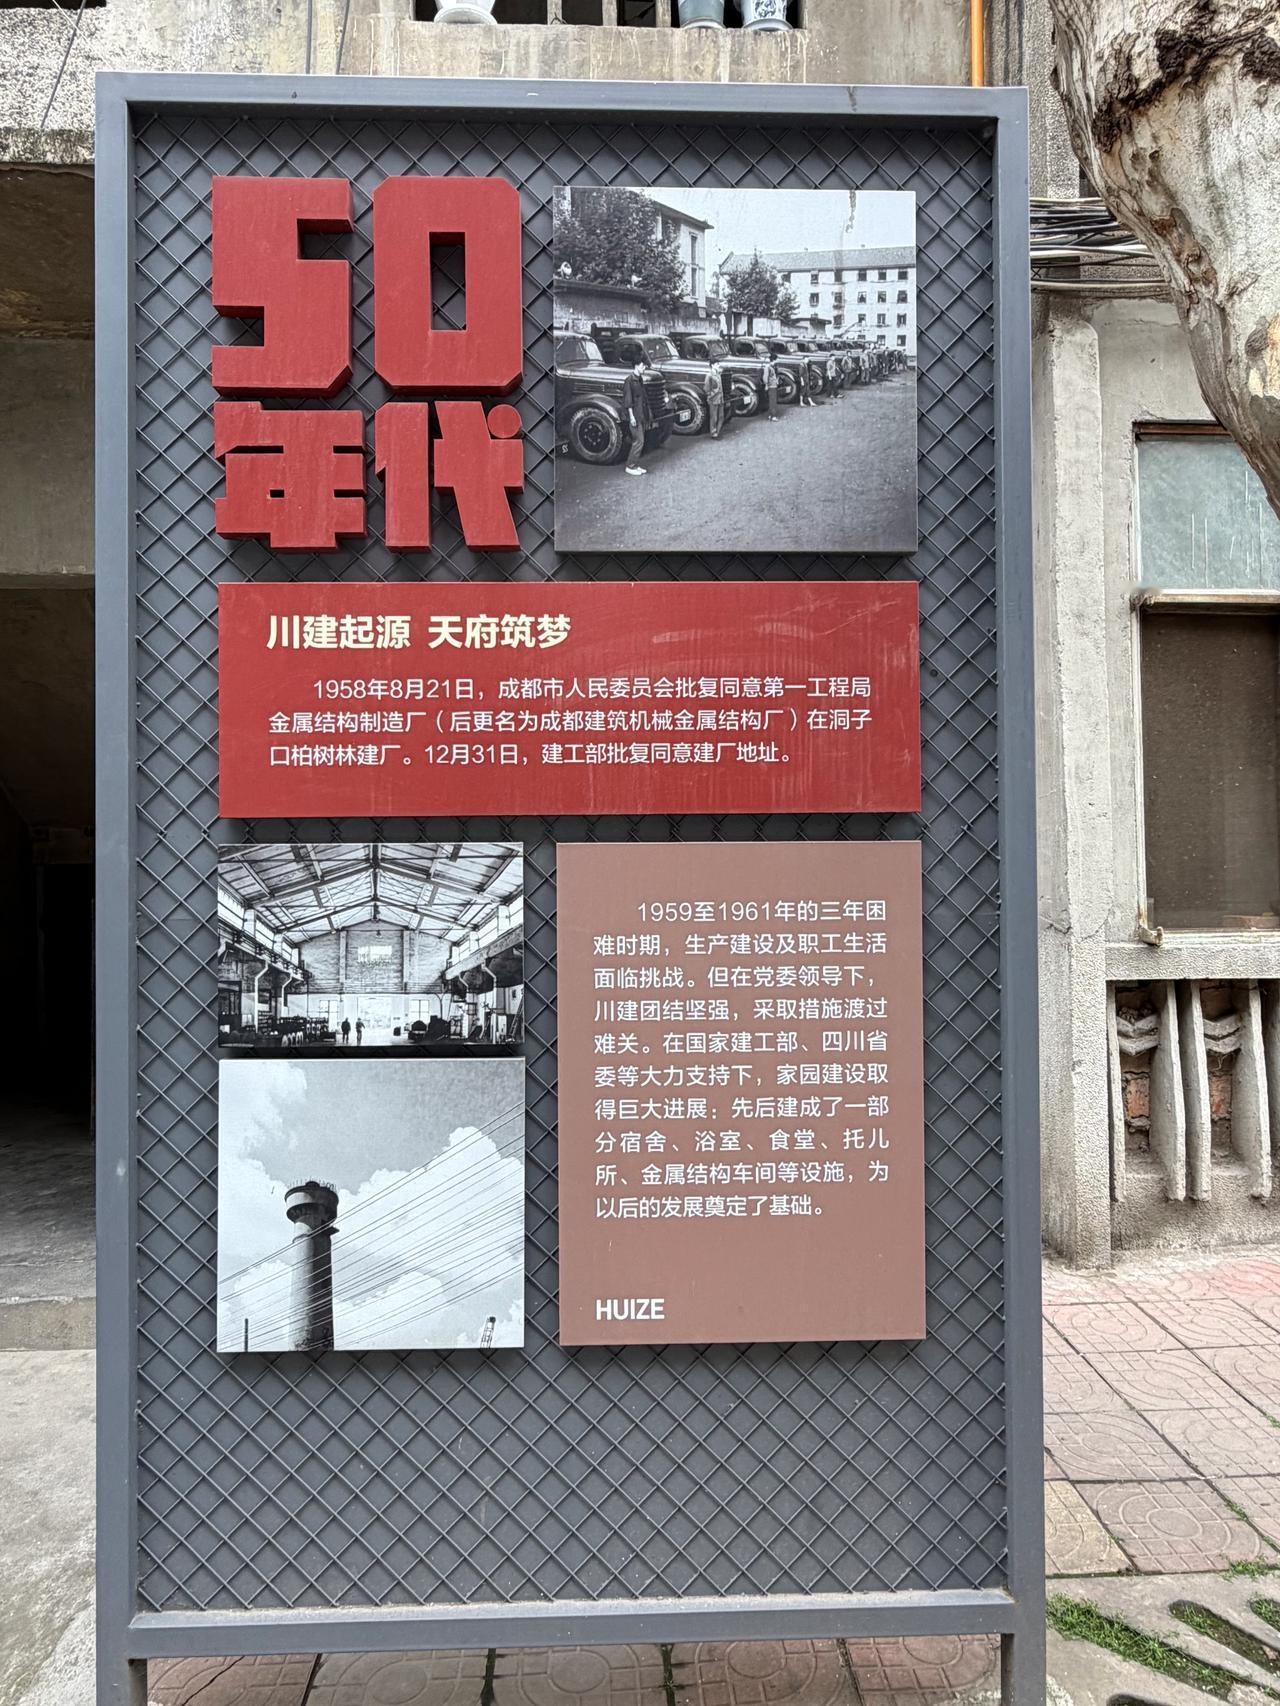 50
年代
川建起源 天府筑梦
1958年8月21日，成都市人民委员会批复同意第一工程局
金属结构制造厂（后更名为成都建筑机械金属结构厂）在洞子
口柏树林建厂。12月31日，建工部批复同意建厂地址。
1959至1961年的三年困
难时期，生产建设及职工生活
面临挑战。但在党委领导下，
川建团结坚强，采取措施渡过
难关。在国家建工部、四川省
委等大力支持下，家园建设取
得巨大进展；先后建成了一部
分宿舍、浴室、食堂、托儿
所、金属结构车间等设施，为
以后的发展奠定了基础。
HUIZE